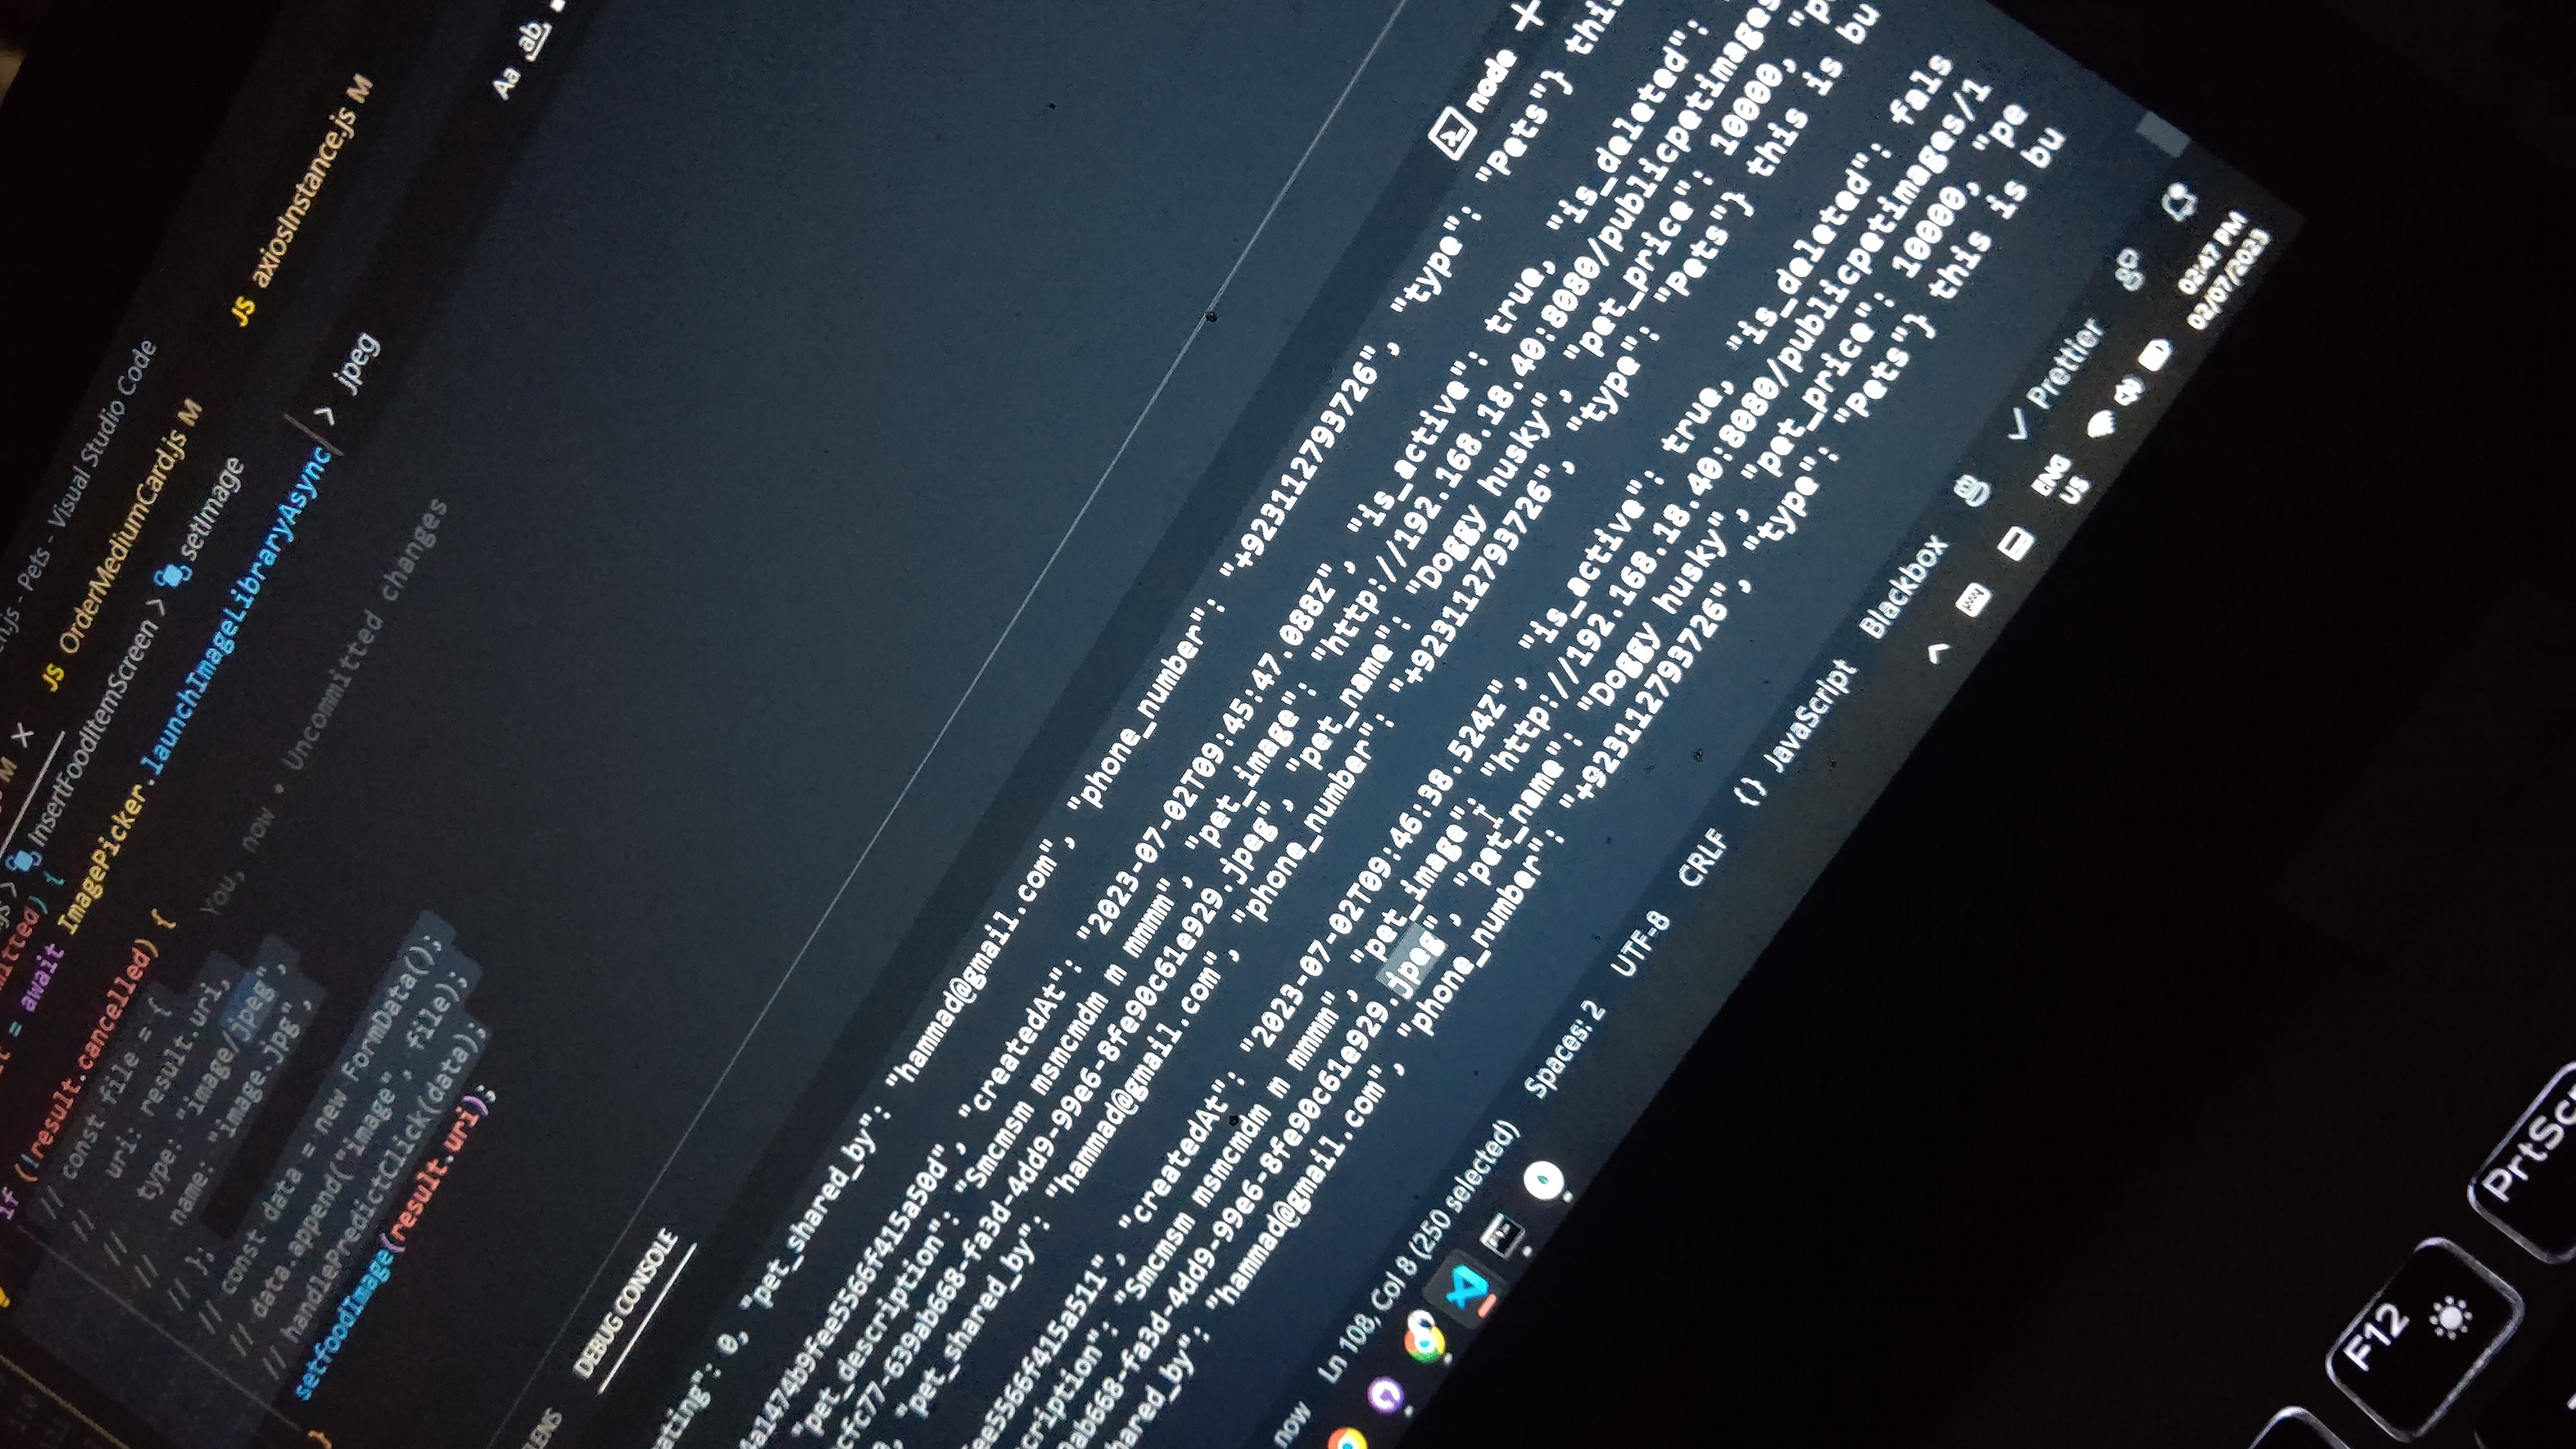 n.js - Pets - Visual Studio Code
js M X
JS OrderMediumCard.js M
JS axiosInstance.js M
js > InsertFoodItemScreen > setImage > jpeg
mitted) {
= await ImagePicker.launchImageLibraryAsync
if (!result.cancelled) {
// const file = {
// uri: result.uri,
// type: "image/jpeg",
// name: "image.jpg",
// };
You, now • Uncommitted changes
// const data = new FormData();
// data.append("image", file);
// handlePredictClick(data);
setfoodImage(result.uri);
}
Aa ab
LENS
DEBUG CONSOLE
node +
ating": 0, "pet_shared_by": "hammad@gmail.com", "phone_number": "+923112793726", "type": "Pets"} this
4a1474b9fee5566f415a50d", "createdAt": "2023-07-02T09:45:47.088Z", "is_active": true, "is_deleted":
"pet_description": "Smcmsm msmcmdm m mmmm", "pet_image": "http://192.168.18.40:8080/publicpetimages
cfc77-639ab668-fa3d-4dd9-99e6-8fe90c61e929.jpeg", "pet_name": "Doggy husky", "pet_price": 10000, "p
, "pet_shared_by": "hammad@gmail.com", "phone_number": "+923112793726", "type": "Pets"} this is bu
ee5566f415a511", "createdAt": "2023-07-02T09:46:38.524Z", "is_active": true, "is_deleted": fals
cription": "Smcmsm msmcmdm m mmmm", "pet_image": "http://192.168.18.40:8080/publicpetimages/1
9ab668-fa3d-4dd9-99e6-8fe90c61e929.jpeg", "pet_name": "Doggy husky", "pet_price": 10000, "pe
hared_by": "hammad@gmail.com", "phone_number": "+923112793726", "type": "Pets"} this is bu
now Ln 108, Col 8 (250 selected) Spaces: 2 UTF-8 CRLF {} JavaScript Blackbox Prettier
ENG
US
02:47 PM
02/07/2023
F12
PrtScr